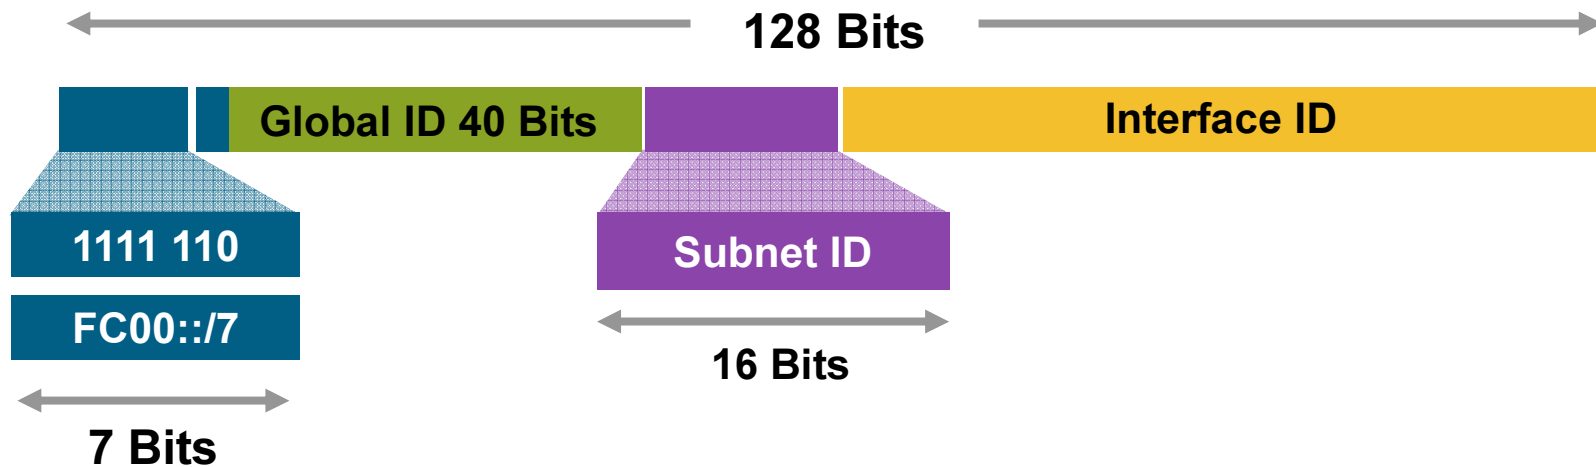 128 Bits
Global ID 40 Bits
Interface ID
1111 110
Subnet ID
FC00::/7
16 Bits
7 Bits